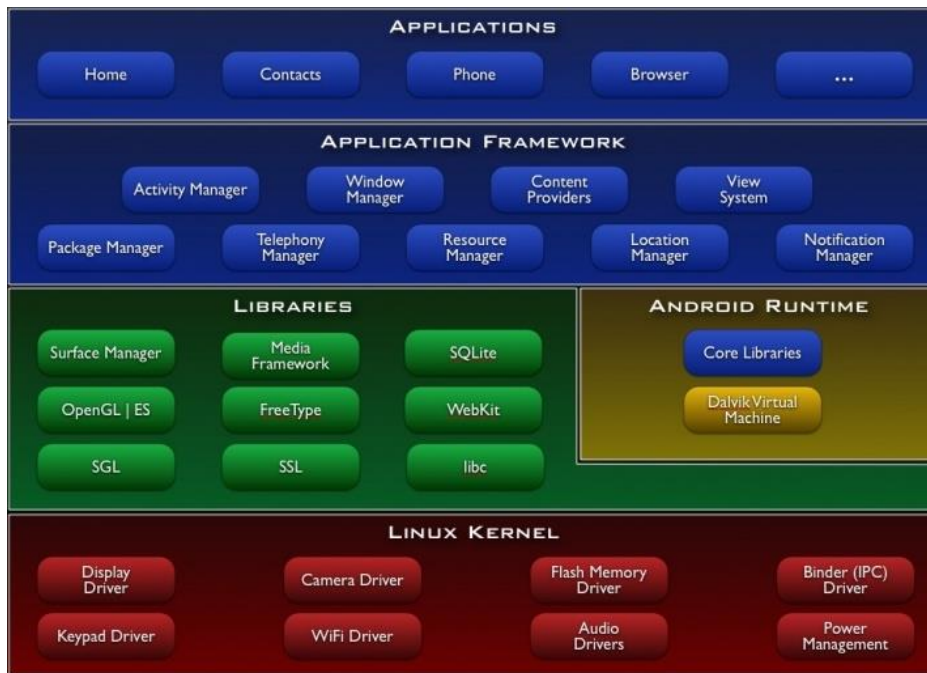 APPLICATIONS
Home
Contacts
Phone
Browser
...
APPLICATION FRAMEWORK
Activity Manager
Window
Manager
Content
Providers
View
System
Package Manager
Telephony
Manager
Resource
Manager
Location
Manager
Notification
Manager
LIBRARIES
Surface Manager
Media
Framework
SQLite
OpenGL | ES
FreeType
WebKit
SGL
SSL
libc
ANDROID RUNTIME
Core Libraries
Dalvik Virtual
Machine
LINUX KERNEL
Display
Driver
Camera Driver
Flash Memory
Driver
Binder (IPC)
Driver
Keypad Driver
WiFi Driver
Audio
Drivers
Power
Management